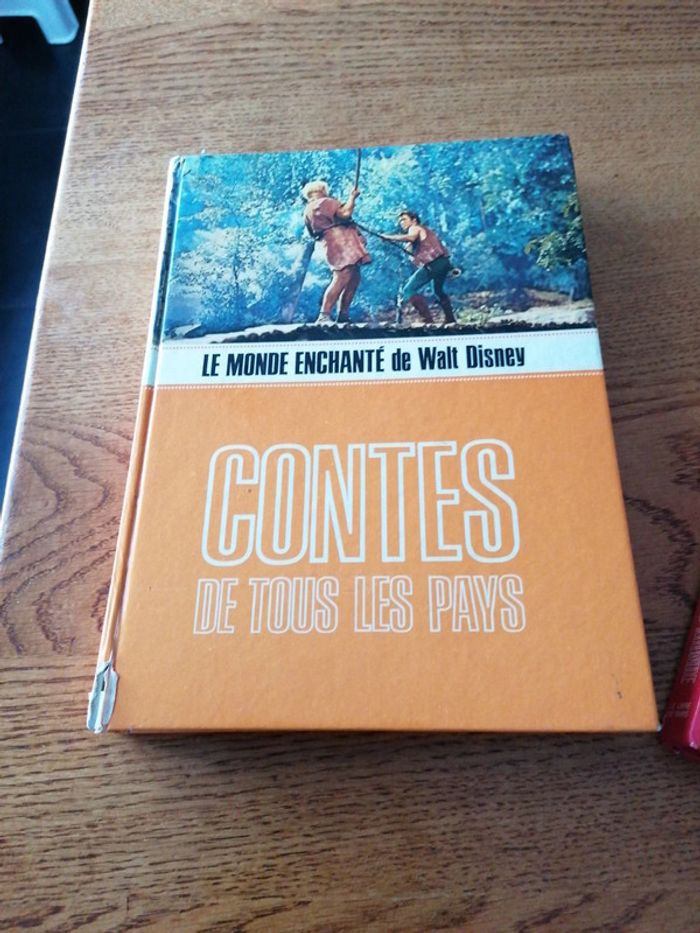 LE MONDE ENCHANTÉ de Walt Disney
CONTES
DE TOUS LES PAYS